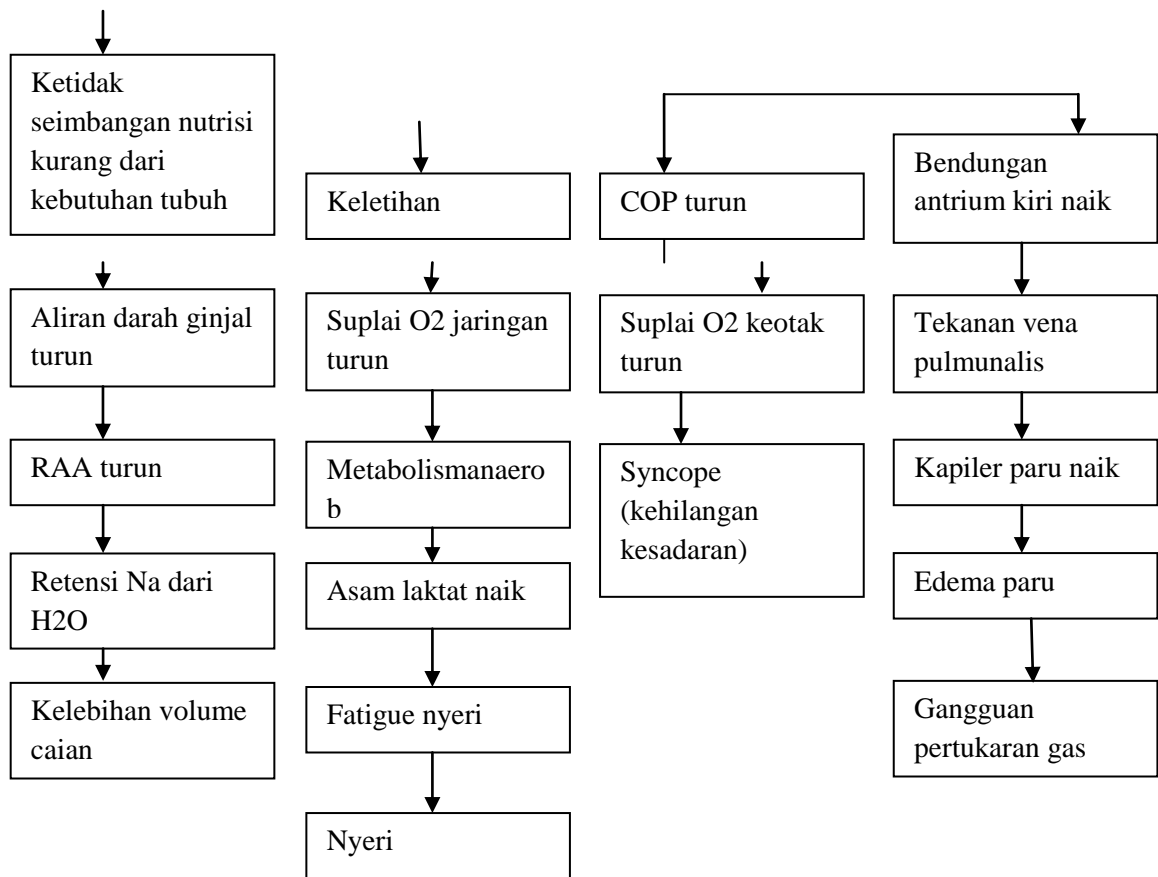 Ketidak
seimbangan nutrisi
kurang dari
kebutuhan tubuh
Keletihan
COP turun
Bendungan
antrium kiri naik
Aliran darah ginjal
turun
Suplai O2 jaringan
turun
Suplai O2 keotak
turun
Tekanan vena
pulmunalis
RAA turun
Metabolismanaero
b
Syncope
(kehilangan
kesadaran)
Kapiler paru naik
Retensi Na dari
H2O
Asam laktat naik
Edema paru
Kelebihan volume
caian
Fatigue nyeri
Gangguan
pertukaran gas
Nyeri